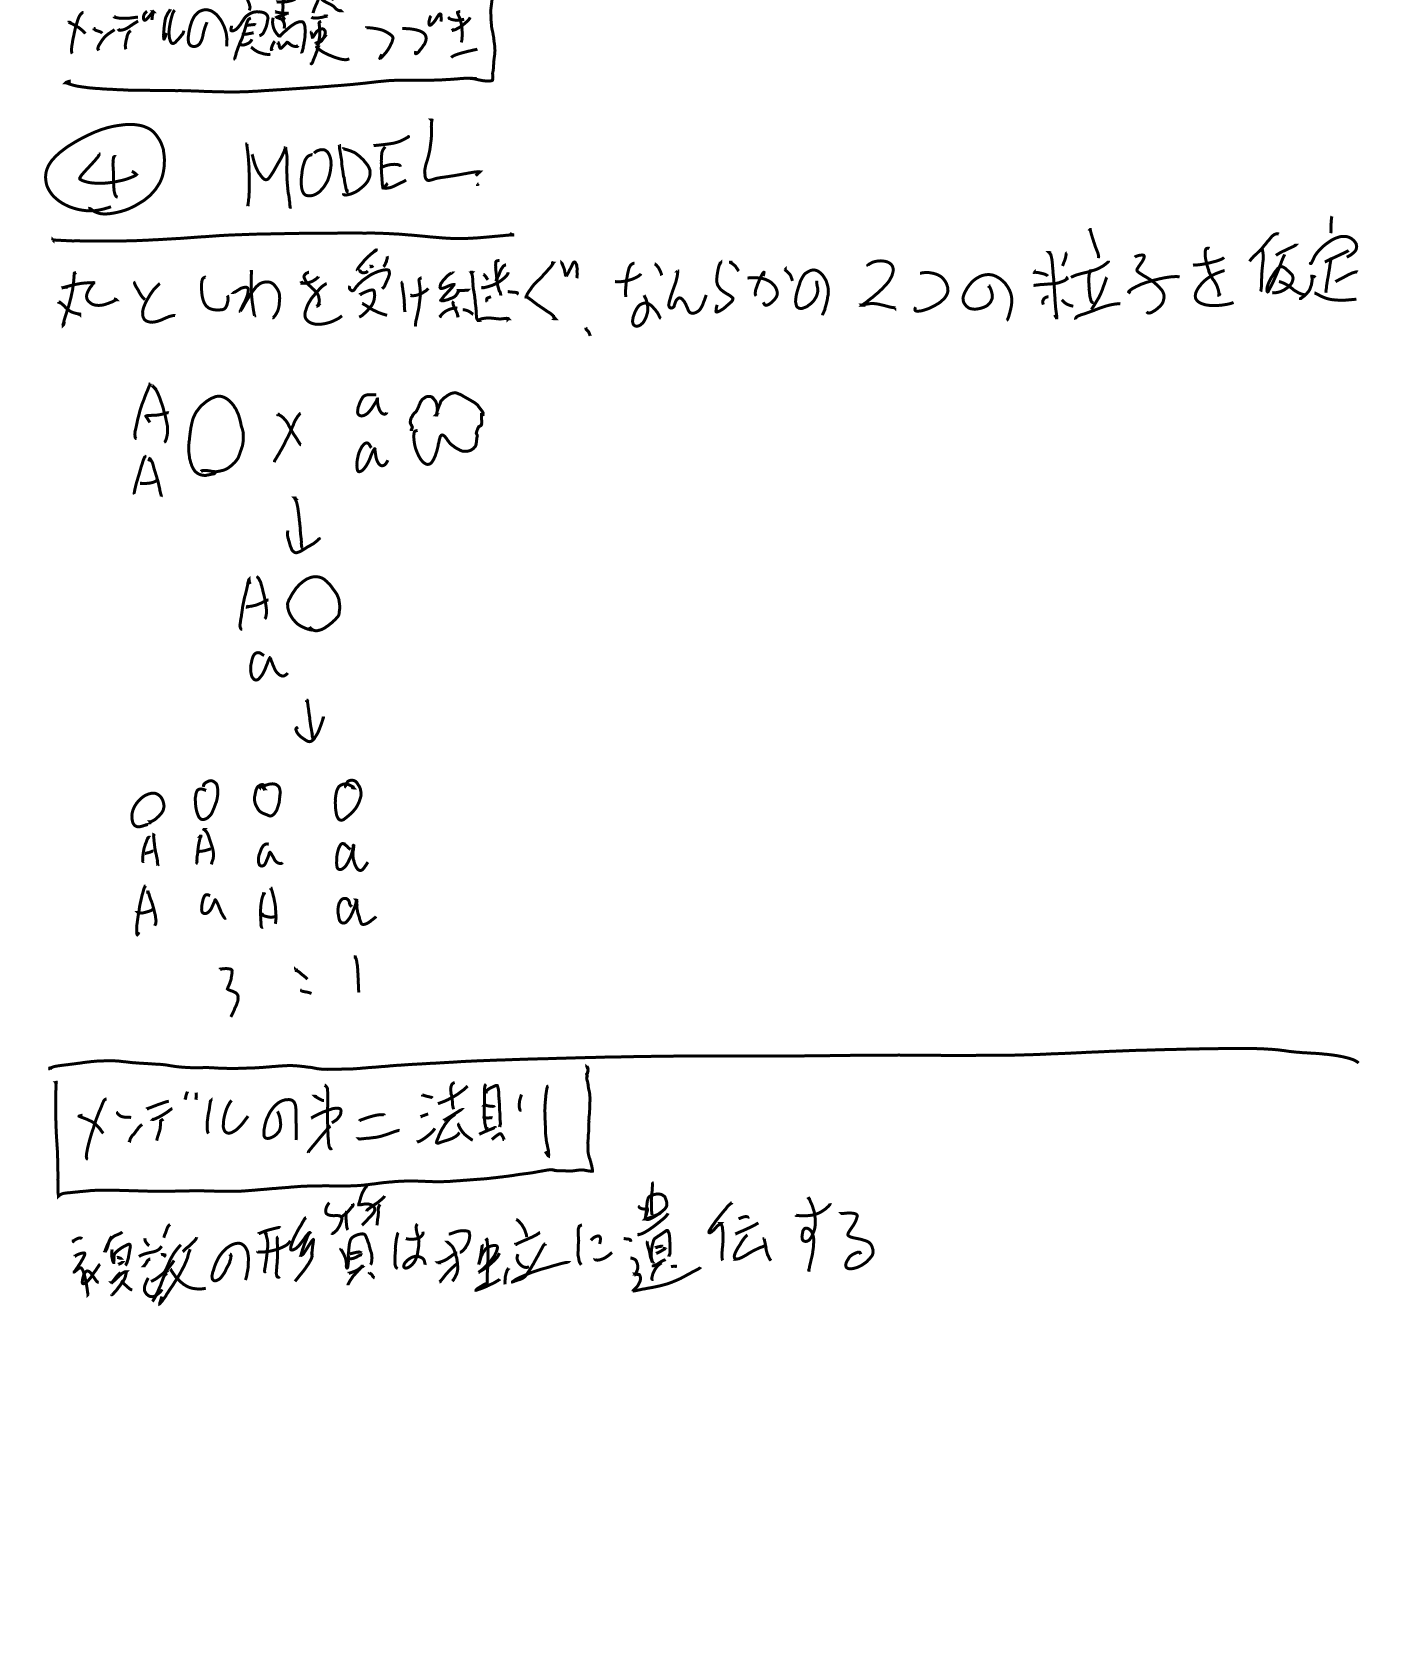 メンデルの実験つづき
④ MODEL
丸としわを受け継ぐ、なんらかの2つの粒子を仮定
A × a
A a
↓
A
a
↓
A A a a
A a A a
3 : 1
メンデルの第二法則
複数の形質は独立に遺伝する